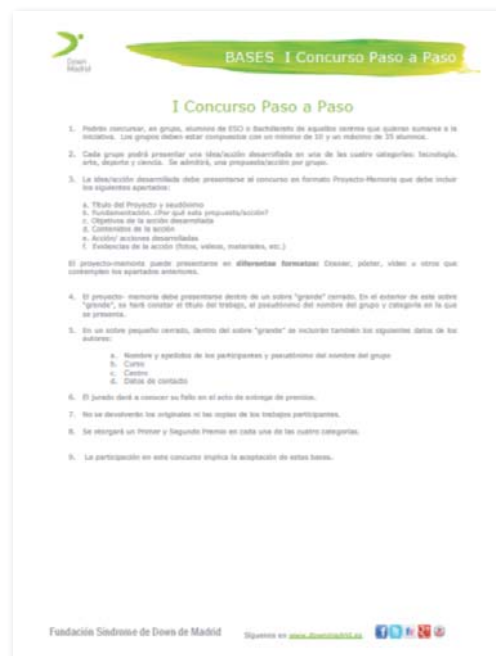 Down
Madrid
BASES I Concurso Paso a Paso
I Concurso Paso a Paso
1. Podrán concursar, en grupo, alumnos de ESO o Bachillerato de aquellos centros que quieran sumarse a la
iniciativa. Los grupos deben estar compuestos con un mínimo de 10 y un máximo de 35 alumnos.
2. Cada grupo podrá presentar una idea/acción desarrollada en una de las cuatro categorías: tecnología,
arte, deporte y ciencia. Se admitirá, una propuesta/acción por grupo.
3. La idea/acción desarrollada debe presentarse al concurso en formato Proyecto-Memoria que debe incluir
los siguientes apartados:
a. Título del Proyecto y seudónimo
b. Fundamentación. ¿Por qué esta propuesta/acción?
c. Objetivos de la acción desarrollada
d. Contenidos de la acción
e. Acción/ acciones desarrolladas
f. Evidencias de la acción (fotos, vídeos, materiales, etc.)
El proyecto-memoria puede presentarse en diferentes formatos: Dossier, póster, vídeo u otros que
contemplen los apartados anteriores.
4. El proyecto- memoria debe presentarse dentro de un sobre "grande" cerrado. En el exterior de este sobre
"grande", se hará constar el título del trabajo, el pseudónimo del nombre del grupo y categoría en la que
se presenta.
5. En un sobre pequeño cerrado, dentro del sobre "grande" se incluirán también los siguientes datos de los
autores:
a. Nombre y apellidos de los participantes y pseudónimo del nombre del grupo
b. Curso
c. Centro
d. Datos de contacto
6. El jurado dará a conocer su fallo en el acto de entrega de premios.
7. No se devolverán los originales ni las copias de los trabajos participantes.
8. Se otorgará un Primer y Segundo Premio en cada una de las cuatro categorías.
9. La participación en este concurso implica la aceptación de estas bases.
Fundación Síndrome de Down de Madrid Síguenos en www.downmadrid.es